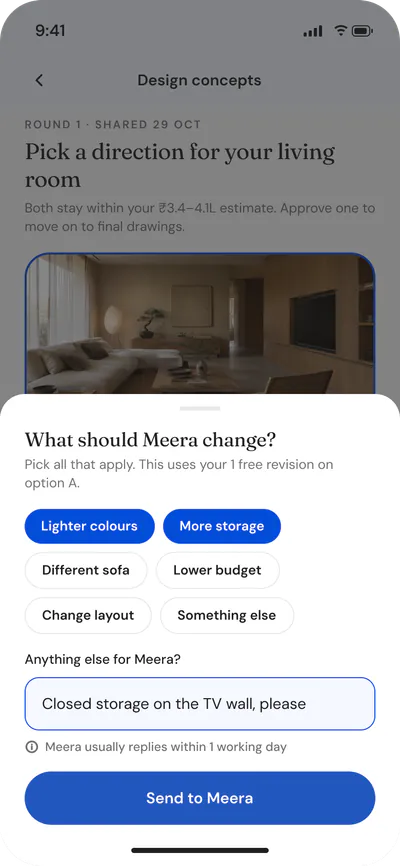 9:41
Design concepts
ROUND 1 · SHARED 29 OCT
Pick a direction for your living
room
Both stay within your ₹3.4–4.1L estimate. Approve one to
move on to final drawings.
What should Meera change?
Pick all that apply. This uses your 1 free revision on
option A.
Lighter colours
More storage
Different sofa
Lower budget
Change layout
Something else
Anything else for Meera?
Closed storage on the TV wall, please
Meera usually replies within 1 working day
Send to Meera